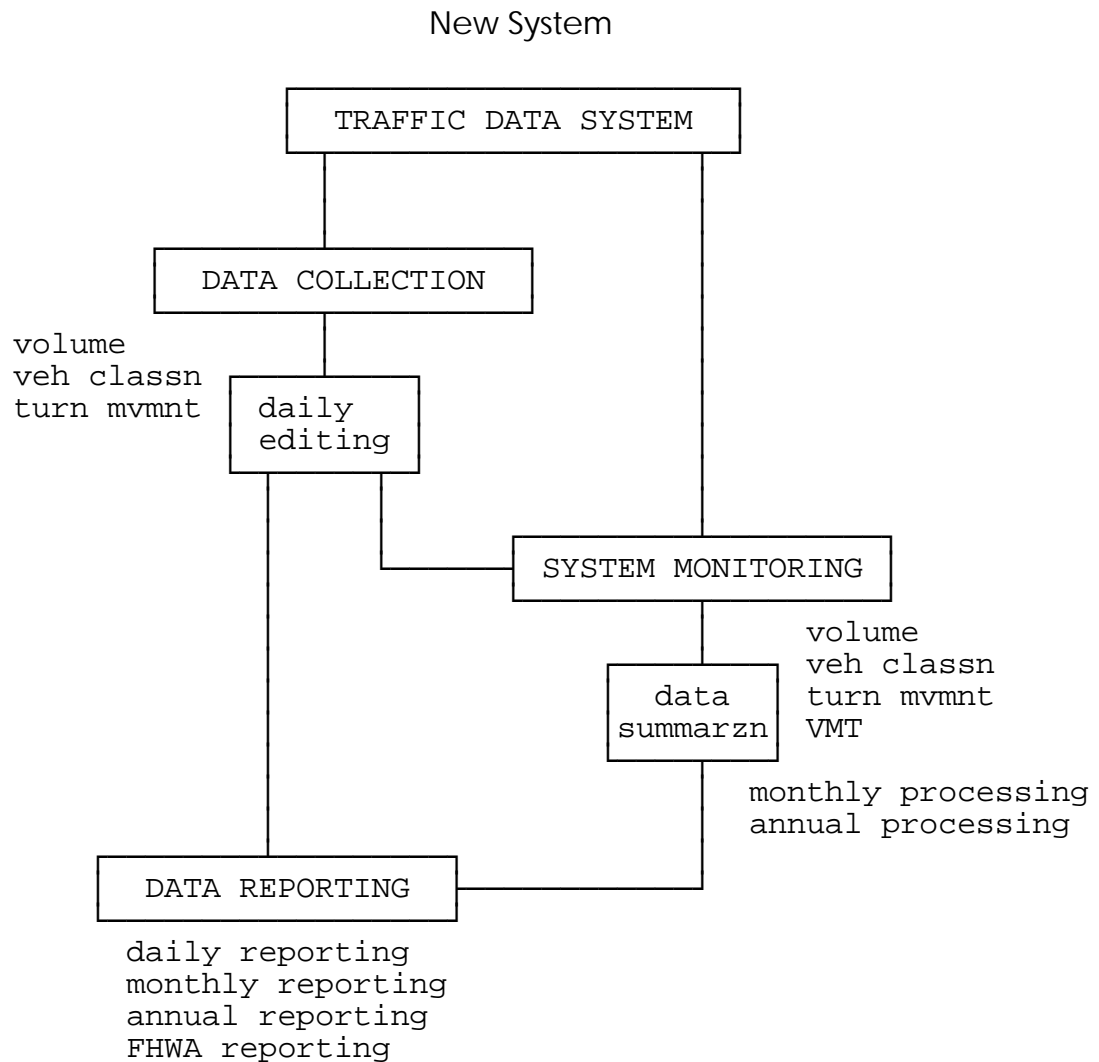 New System
TRAFFIC DATA SYSTEM
DATA COLLECTION
volume
veh classn
turn mvmnt
daily
editing
SYSTEM MONITORING
volume
veh classn
turn mvmnt
VMT
data
summarzn
monthly processing
annual processing
DATA REPORTING
daily reporting
monthly reporting
annual reporting
FHWA reporting